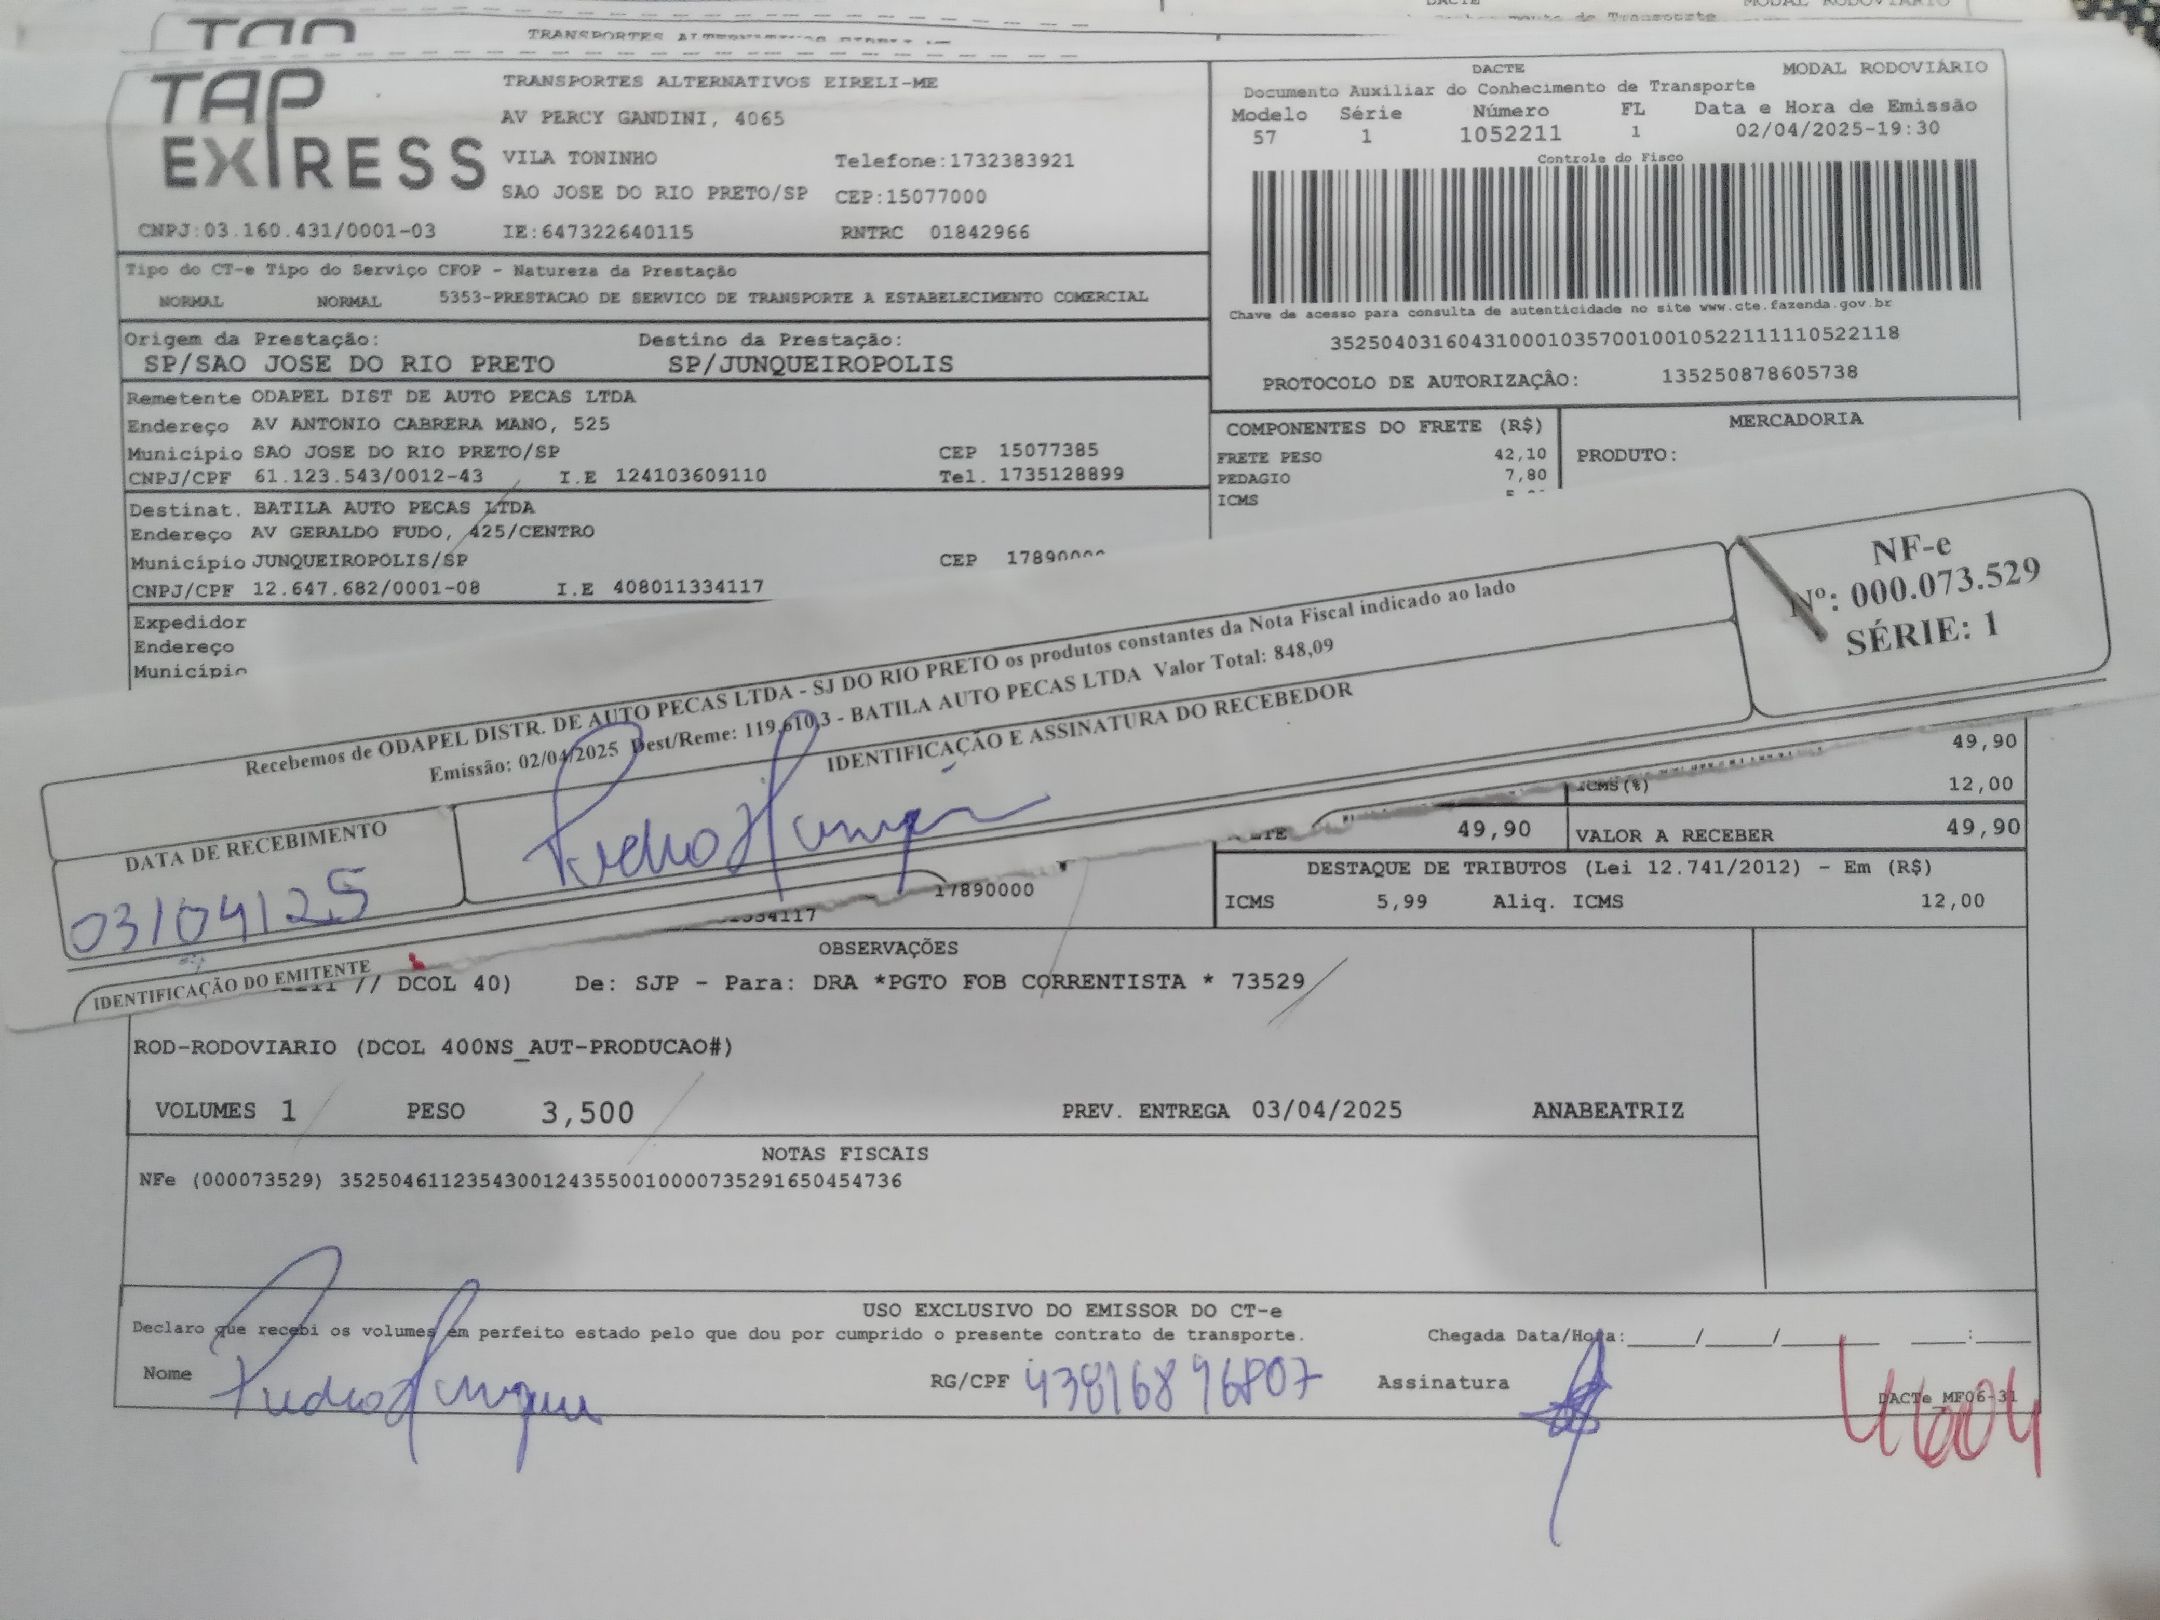 TAP
TRANSPORTES ALTERNATIVOS
DACTE
MODAL RODOVIÁRIO
de Transporte
TAP
EXPRESS
TRANSPORTES ALTERNATIVOS EIRELI-ME
AV PERCY GANDINI, 4065
VILA TONINHO Telefone:1732383921
SAO JOSE DO RIO PRETO/SP CEP:15077000
CNPJ:03.160.431/0001-03 IE:647322640115 RNTRC 01842966
DACTE MODAL RODOVIÁRIO
Documento Auxiliar do Conhecimento de Transporte
Modelo Série Número FL Data e Hora de Emissão
57 1 1052211 1 02/04/2025-19:30
Controle do Fisco
Chave de acesso para consulta de autenticidade no site www.cte.fazenda.gov.br
35250403160431000103570010010522111110522118
PROTOCOLO DE AUTORIZAÇÃO: 135250878605738
Tipo do CT-e Tipo do Serviço CFOP - Natureza da Prestação
NORMAL NORMAL 5353-PRESTACAO DE SERVICO DE TRANSPORTE A ESTABELECIMENTO COMERCIAL
Origem da Prestação: Destino da Prestação:
SP/SAO JOSE DO RIO PRETO SP/JUNQUEIROPOLIS
Remetente ODAPEL DIST DE AUTO PECAS LTDA
Endereço AV ANTONIO CABRERA MANO, 525
Município SAO JOSE DO RIO PRETO/SP CEP 15077385
CNPJ/CPF 61.123.543/0012-43 I.E 124103609110 Tel. 1735128899
Destinat. BATILA AUTO PECAS LTDA
Endereço AV GERALDO FUDO, 425/CENTRO
Município JUNQUEIROPOLIS/SP CEP 17890000
CNPJ/CPF 12.647.682/0001-08 I.E 408011334117
Expedidor
Endereço
Município
COMPONENTES DO FRETE (R$) MERCADORIA
FRETE PESO 42,10 PRODUTO:
PEDAGIO 7,80
ICMS
NF-e
Nº: 000.073.529
SÉRIE: 1
Recebemos de ODAPEL DISTR. DE AUTO PECAS LTDA - SJ DO RIO PRETO os produtos constantes da Nota Fiscal indicado ao lado
Emissão: 02/04/2025 Dest/Reme: 119.610,3 - BATILA AUTO PECAS LTDA Valor Total: 848,09
DATA DE RECEBIMENTO IDENTIFICAÇÃO E ASSINATURA DO RECEBEDOR
03/04/25
IDENTIFICAÇÃO DO EMITENTE
49,90
ICMS(%) 12,00
49,90 VALOR A RECEBER 49,90
DESTAQUE DE TRIBUTOS (Lei 12.741/2012) - Em (R$)
ICMS 5,99 Aliq. ICMS 12,00
17890000
334117
OBSERVAÇÕES
// DCOL 40) De: SJP - Para: DRA *PGTO FOB CORRENTISTA * 73529
ROD-RODOVIARIO (DCOL 400NS_AUT-PRODUCAO#)
VOLUMES 1 PESO 3,500 PREV. ENTREGA 03/04/2025 ANABEATRIZ
NOTAS FISCAIS
NFe (000073529) 35250461123543001243550010000735291650454736
USO EXCLUSIVO DO EMISSOR DO CT-e
Declaro que recebi os volumes em perfeito estado pelo que dou por cumprido o presente contrato de transporte. Chegada Data/Hora:____/____/______ ____:____
Nome RG/CPF 43816896807 Assinatura
DACTe_MF06-31